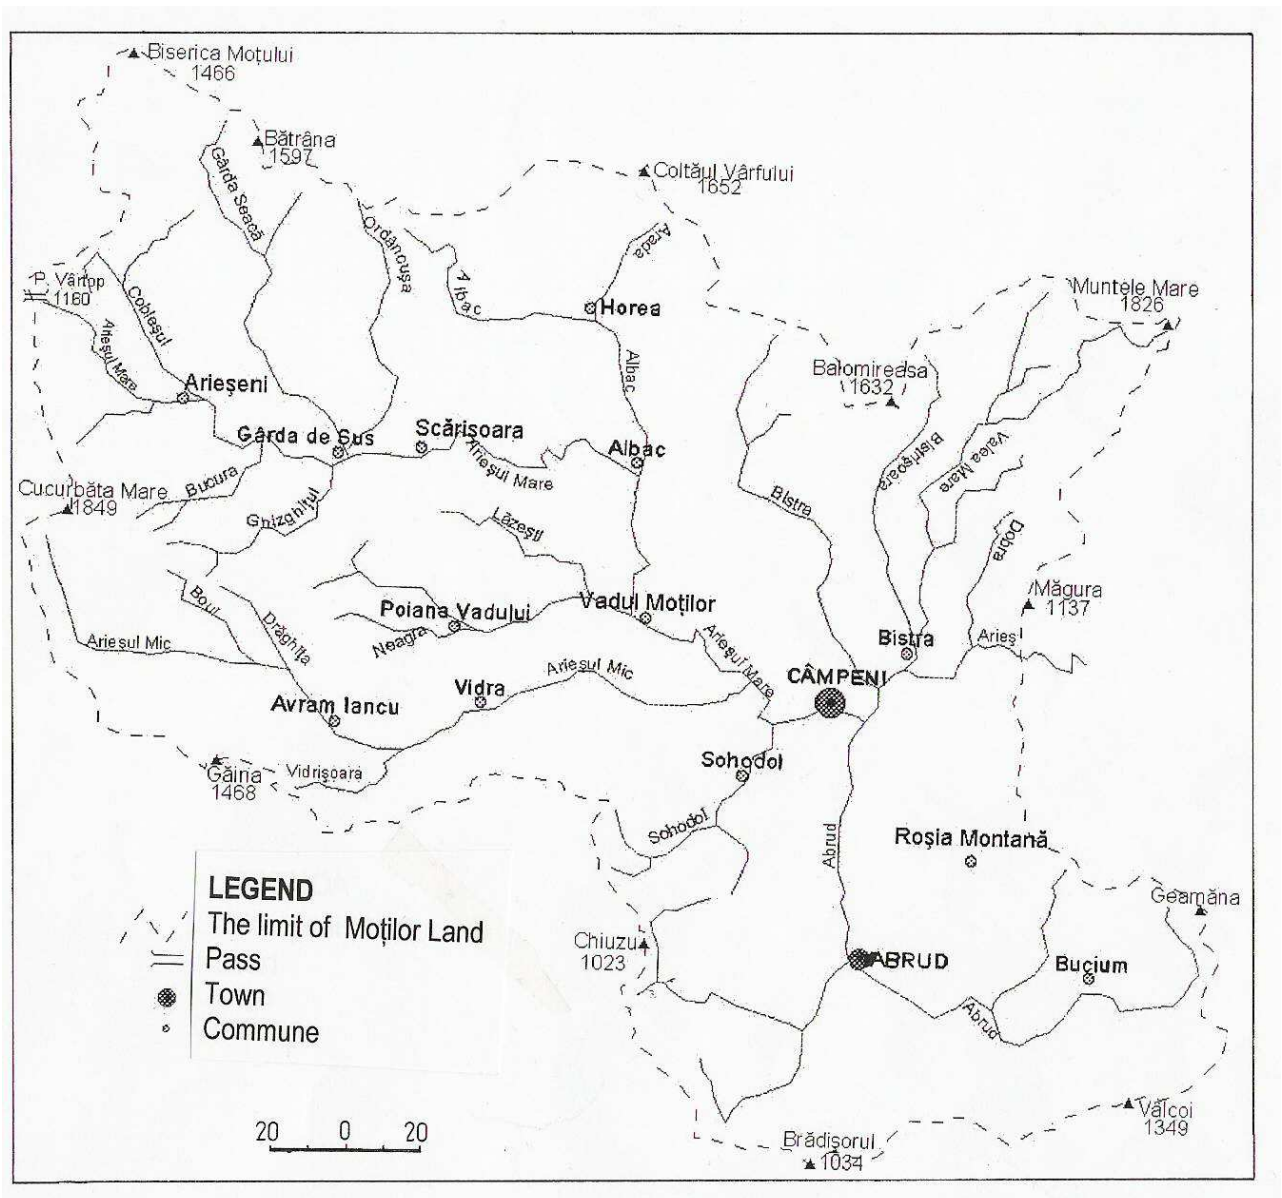 Biserica Moțului
1466
Bătrâna
1597
Colțăul Vârfului
1652
Gârda Seacă
Ordâncușa
Arada
Albac
Horea
P. Vârtop
1160
Muntele Mare
1826
Cobleșul
Arieșul Mare
Albac
Balomireasa
1632
Arieșeni
Gârda de Sus
Scărișoara
Albac
Arieșul Mare
Bistrișoara
Valea Mare
Bucura
Cucurbăta Mare
1849
Ghizghițul
Lăzești
Bistra
Dobra
Boul
Drăghița
Poiana Vadului
Vadul Moților
Măgura
1137
Neagra
Arieșul Mic
Arieșul Mare
Bistra
Arieș
Arieșul Mic
CÂMPENI
Avram Iancu
Vidra
Sohodol
Găina
1468
Vidrișoara
Sohodol
Abrud
Roșia Montană
LEGEND
The limit of Moților Land
Pass
Town
Commune
Geamăna
Chiuzu
1023
ABRUD
Bucium
Abrud
Vâlcoi
1349
Brădișorul
1034
20 0 20